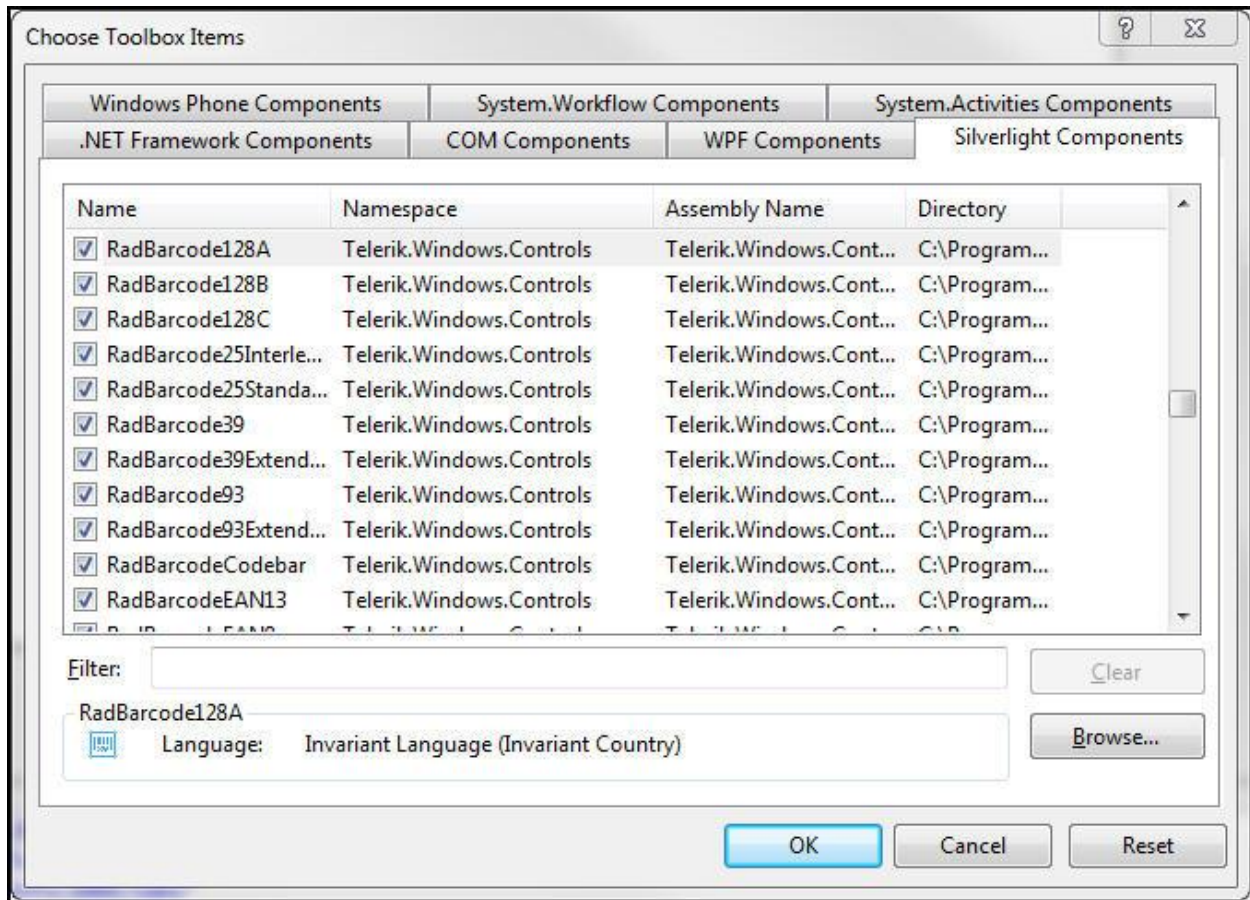 Choose Toolbox Items
Windows Phone Components System.Workflow Components System.Activities Components
.NET Framework Components COM Components WPF Components Silverlight Components
Name Namespace Assembly Name Directory
RadBarcode128A Telerik.Windows.Controls Telerik.Windows.Cont... C:\Program...
RadBarcode128B Telerik.Windows.Controls Telerik.Windows.Cont... C:\Program...
RadBarcode128C Telerik.Windows.Controls Telerik.Windows.Cont... C:\Program...
RadBarcode25Interle... Telerik.Windows.Controls Telerik.Windows.Cont... C:\Program...
RadBarcode25Standa... Telerik.Windows.Controls Telerik.Windows.Cont... C:\Program...
RadBarcode39 Telerik.Windows.Controls Telerik.Windows.Cont... C:\Program...
RadBarcode39Extend... Telerik.Windows.Controls Telerik.Windows.Cont... C:\Program...
RadBarcode93 Telerik.Windows.Controls Telerik.Windows.Cont... C:\Program...
RadBarcode93Extend... Telerik.Windows.Controls Telerik.Windows.Cont... C:\Program...
RadBarcodeCodebar Telerik.Windows.Controls Telerik.Windows.Cont... C:\Program...
RadBarcodeEAN13 Telerik.Windows.Controls Telerik.Windows.Cont... C:\Program...
Filter: Clear
RadBarcode128A
Language: Invariant Language (Invariant Country) Browse...
OK Cancel Reset